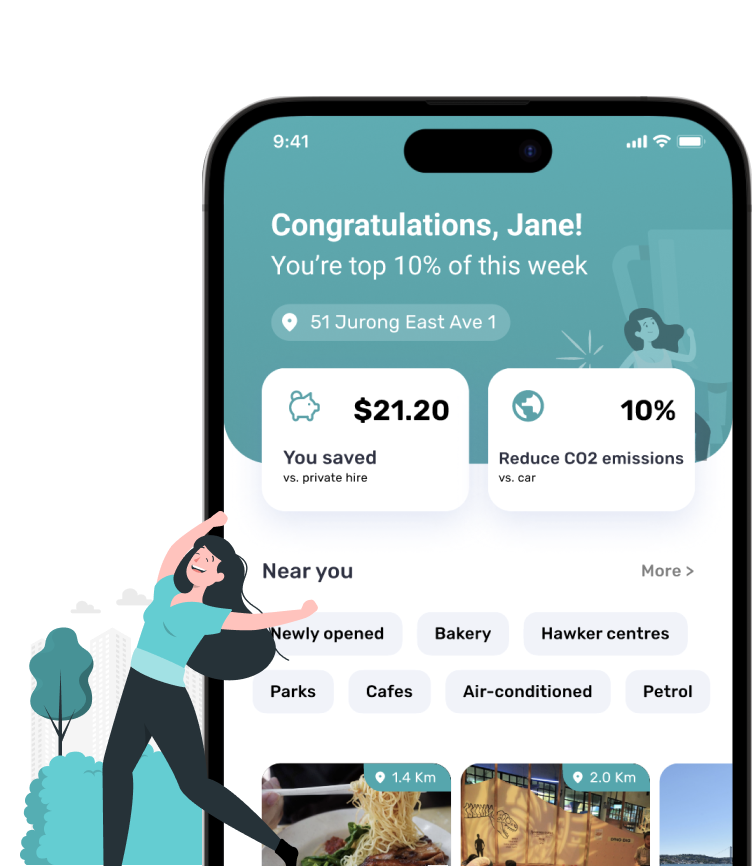 9:41
Congratulations, Jane!
You're top 10% of this week
51 Jurong East Ave 1
$21.20
You saved
vs. private hire
10%
Reduce CO2 emissions
vs. car
Near you
More >
Newly opened
Bakery
Hawker centres
Parks
Cafes
Air-conditioned
Petrol
1.4 Km
2.0 Km